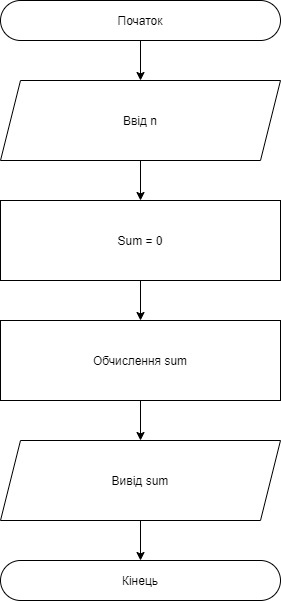 Початок
Ввід n
Sum = 0
Обчислення sum
Вивід sum
Кінець